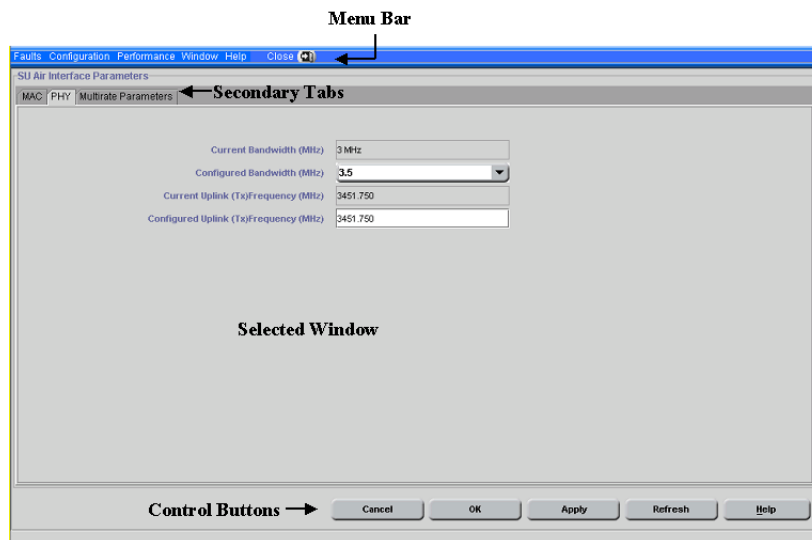 Menu Bar
Faults Configuration Performance Window Help Close
SU Air Interface Parameters
MAC PHY Multirate Parameters Secondary Tabs
Current Bandwidth (MHz) 3 MHz
Configured Bandwidth (MHz) 3.5
Current Uplink (Tx)Frequency (MHz) 3451.750
Configured Uplink (Tx)Frequency (MHz) 3451.750
Selected Window
Control Buttons Cancel OK Apply Refresh Help